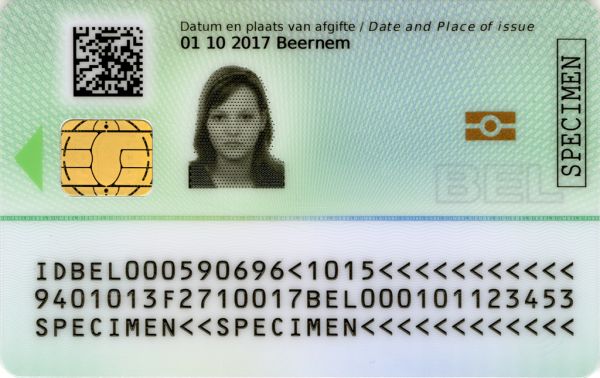 Datum en plaats van afgifte / Date and Place of issue
01 10 2017 Beernem
SPECIMEN
BEL
IDBEL000590696<1015<<<<<<<<<<<
9401013F2710017BEL000101123453
SPECIMEN<<SPECIMEN<<<<<<<<<<<<